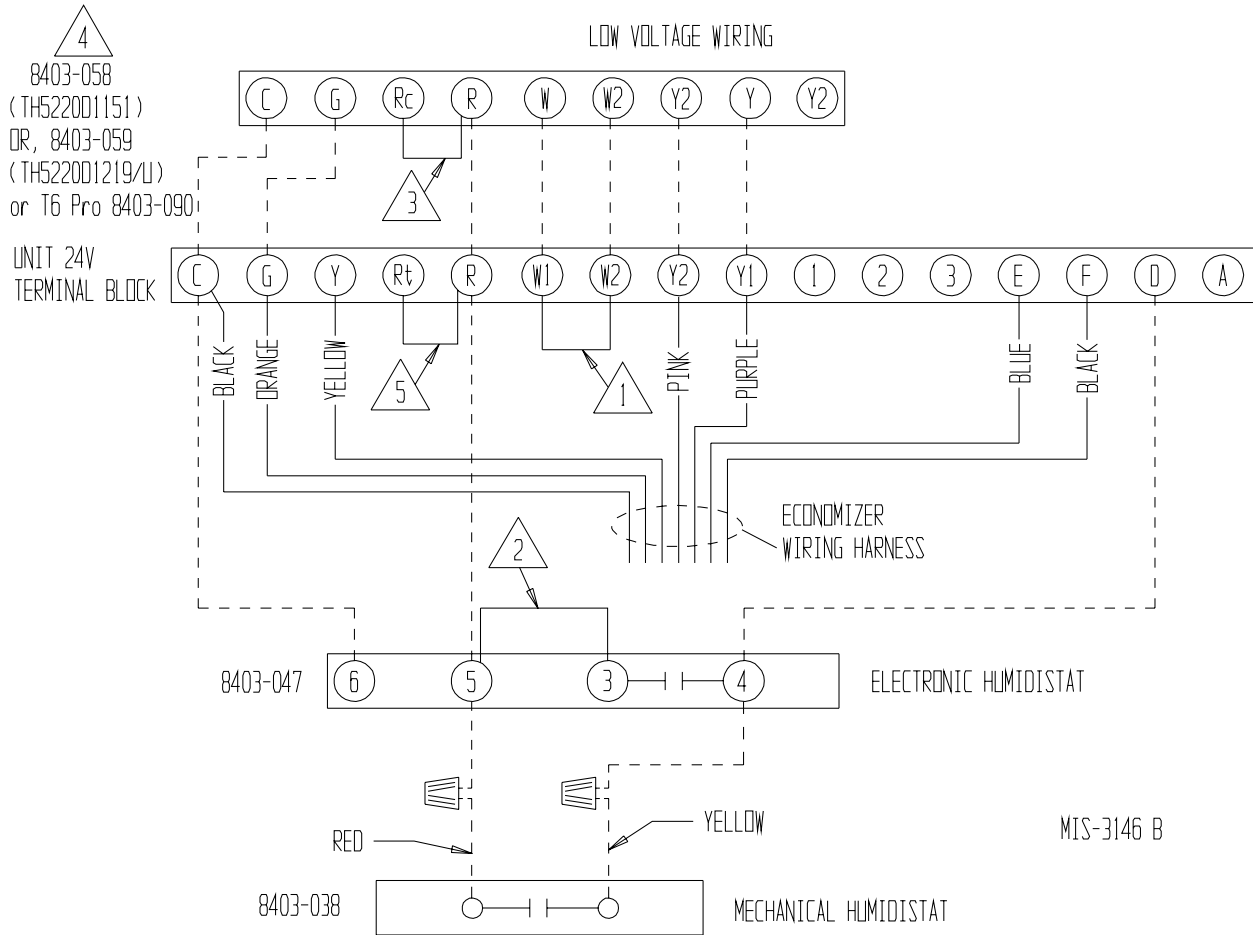 4
8403-058
(TH5220D1151)
OR, 8403-059
(TH5220D1219/U)
or T6 Pro 8403-090
LOW VOLTAGE WIRING
C G Rc R W W2 Y2 Y Y2
3
UNIT 24V
TERMINAL BLOCK
C G Y Rt R W1 W2 Y2 Y1 1 2 3 E F D A
BLACK
ORANGE
YELLOW
5
1
PINK
PURPLE
BLUE
BLACK
ECONOMIZER
WIRING HARNESS
2
8403-047
6 5 3 4
ELECTRONIC HUMIDISTAT
RED
YELLOW
MIS-3146 B
8403-038
MECHANICAL HUMIDISTAT